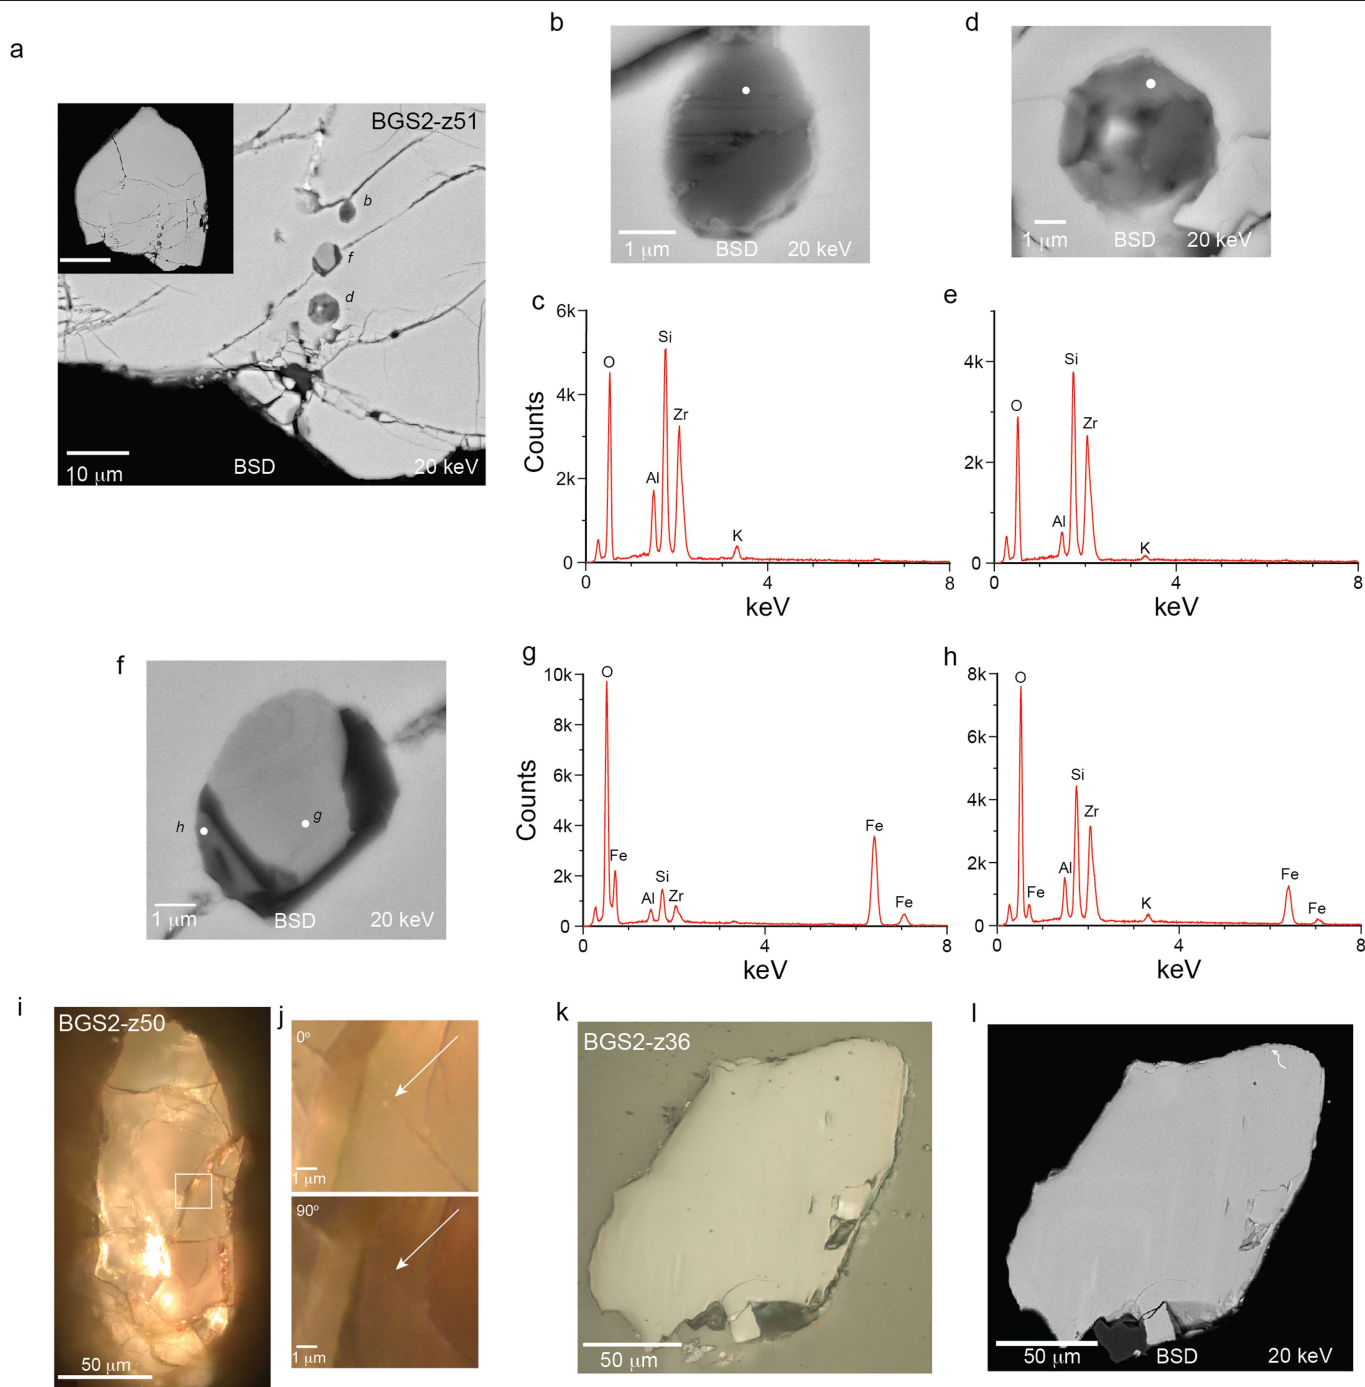 a
BGS2-z51
b
f
d
10 μm
BSD
20 keV
b
1 μm
BSD
20 keV
d
1 μm
BSD
20 keV
c
6k
4k
2k
0
Counts
O
Al
Si
Zr
K
0
4
8
keV
e
4k
2k
0
O
Al
Si
Zr
K
0
4
8
keV
f
h
g
1 μm
BSD
20 keV
g
10k
8k
6k
4k
2k
0
Counts
O
Fe
Al
Si
Zr
Fe
Fe
0
4
8
keV
h
8k
6k
4k
2k
0
O
Fe
Al
Si
Zr
K
Fe
Fe
0
4
8
keV
i
BGS2-z50
50 μm
j
0°
1 μm
90°
1 μm
k
BGS2-z36
50 μm
l
50 μm
BSD
20 keV